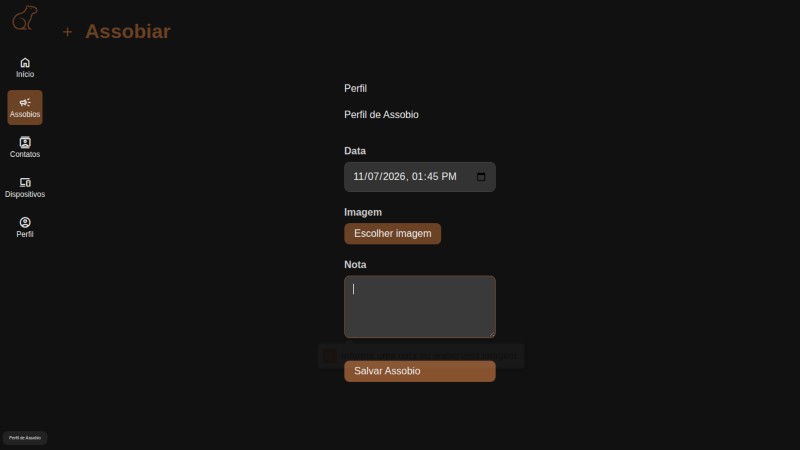 + Assobiar
Início
Assobios
Contatos
Dispositivos
Perfil
Perfil
Perfil de Assobio
Data
11/07/2026, 01:45 PM
Imagem
Escolher imagem
Nota
Salvar Assobio
Perfil de Assobio